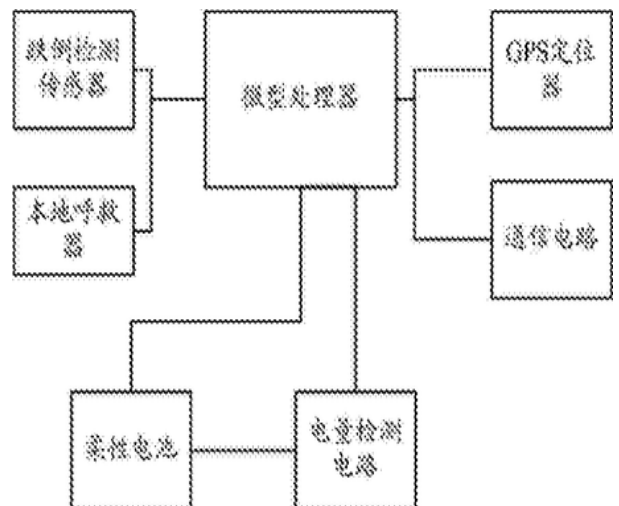 跌倒检测
传感器
微型处理器
GPS定位
器
本地呼救
器
通信电路
柔性电池
电量检测
电路